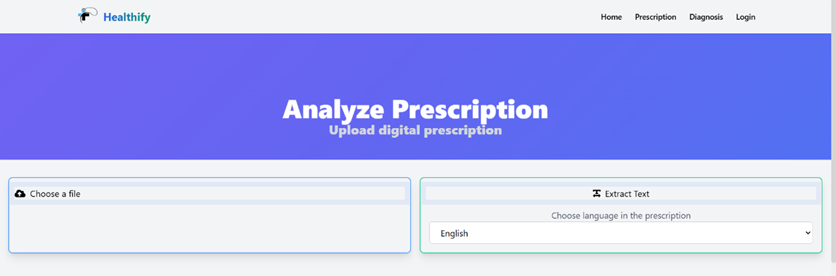 Healthify
Home Prescription Diagnosis Login
Analyze Prescription
Upload digital prescription
Choose a file
Extract Text
Choose language in the prescription
English